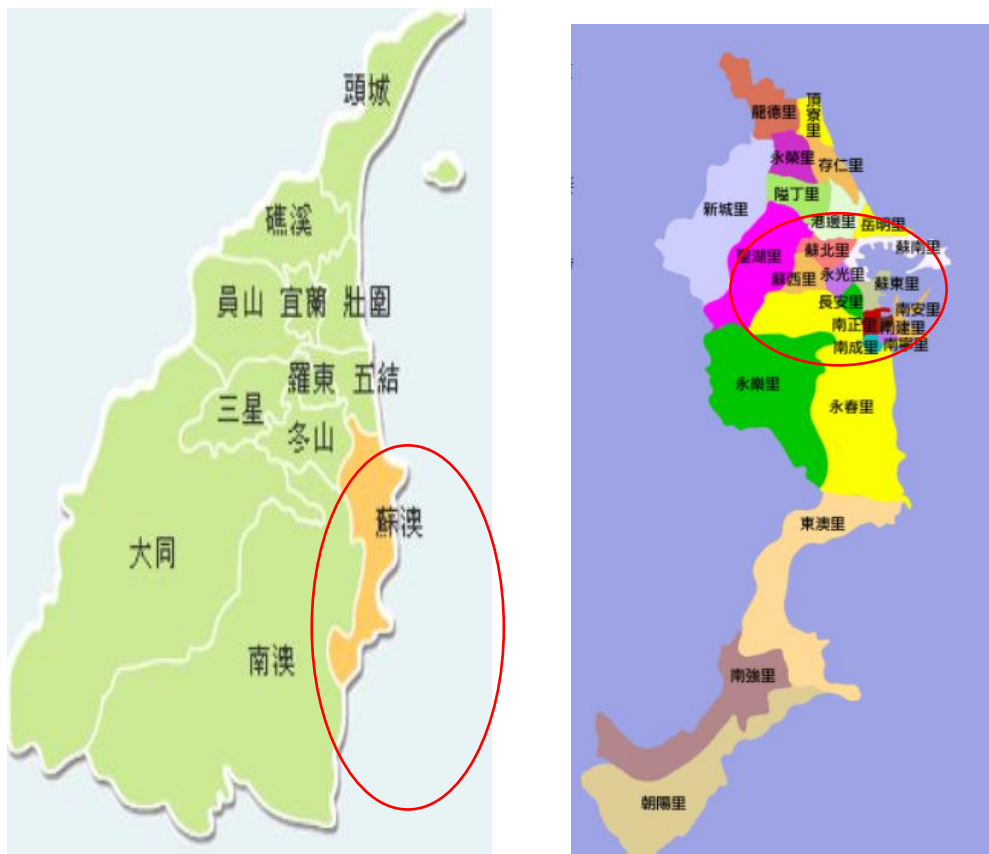 頭城
礁溪
員山 宜蘭 壯圍
羅東 五結
三星
冬山
蘇澳
大同
南澳
龍德里
頂寮里
永榮里
存仁里
隘丁里
新城里
港邊里
岳明里
蘇北里
蘇南里
聖湖里
蘇西里
永光里
蘇東里
長安里
南安里
南正里
南建里
南成里
南寧里
永樂里
永春里
東澳里
南強里
朝陽里